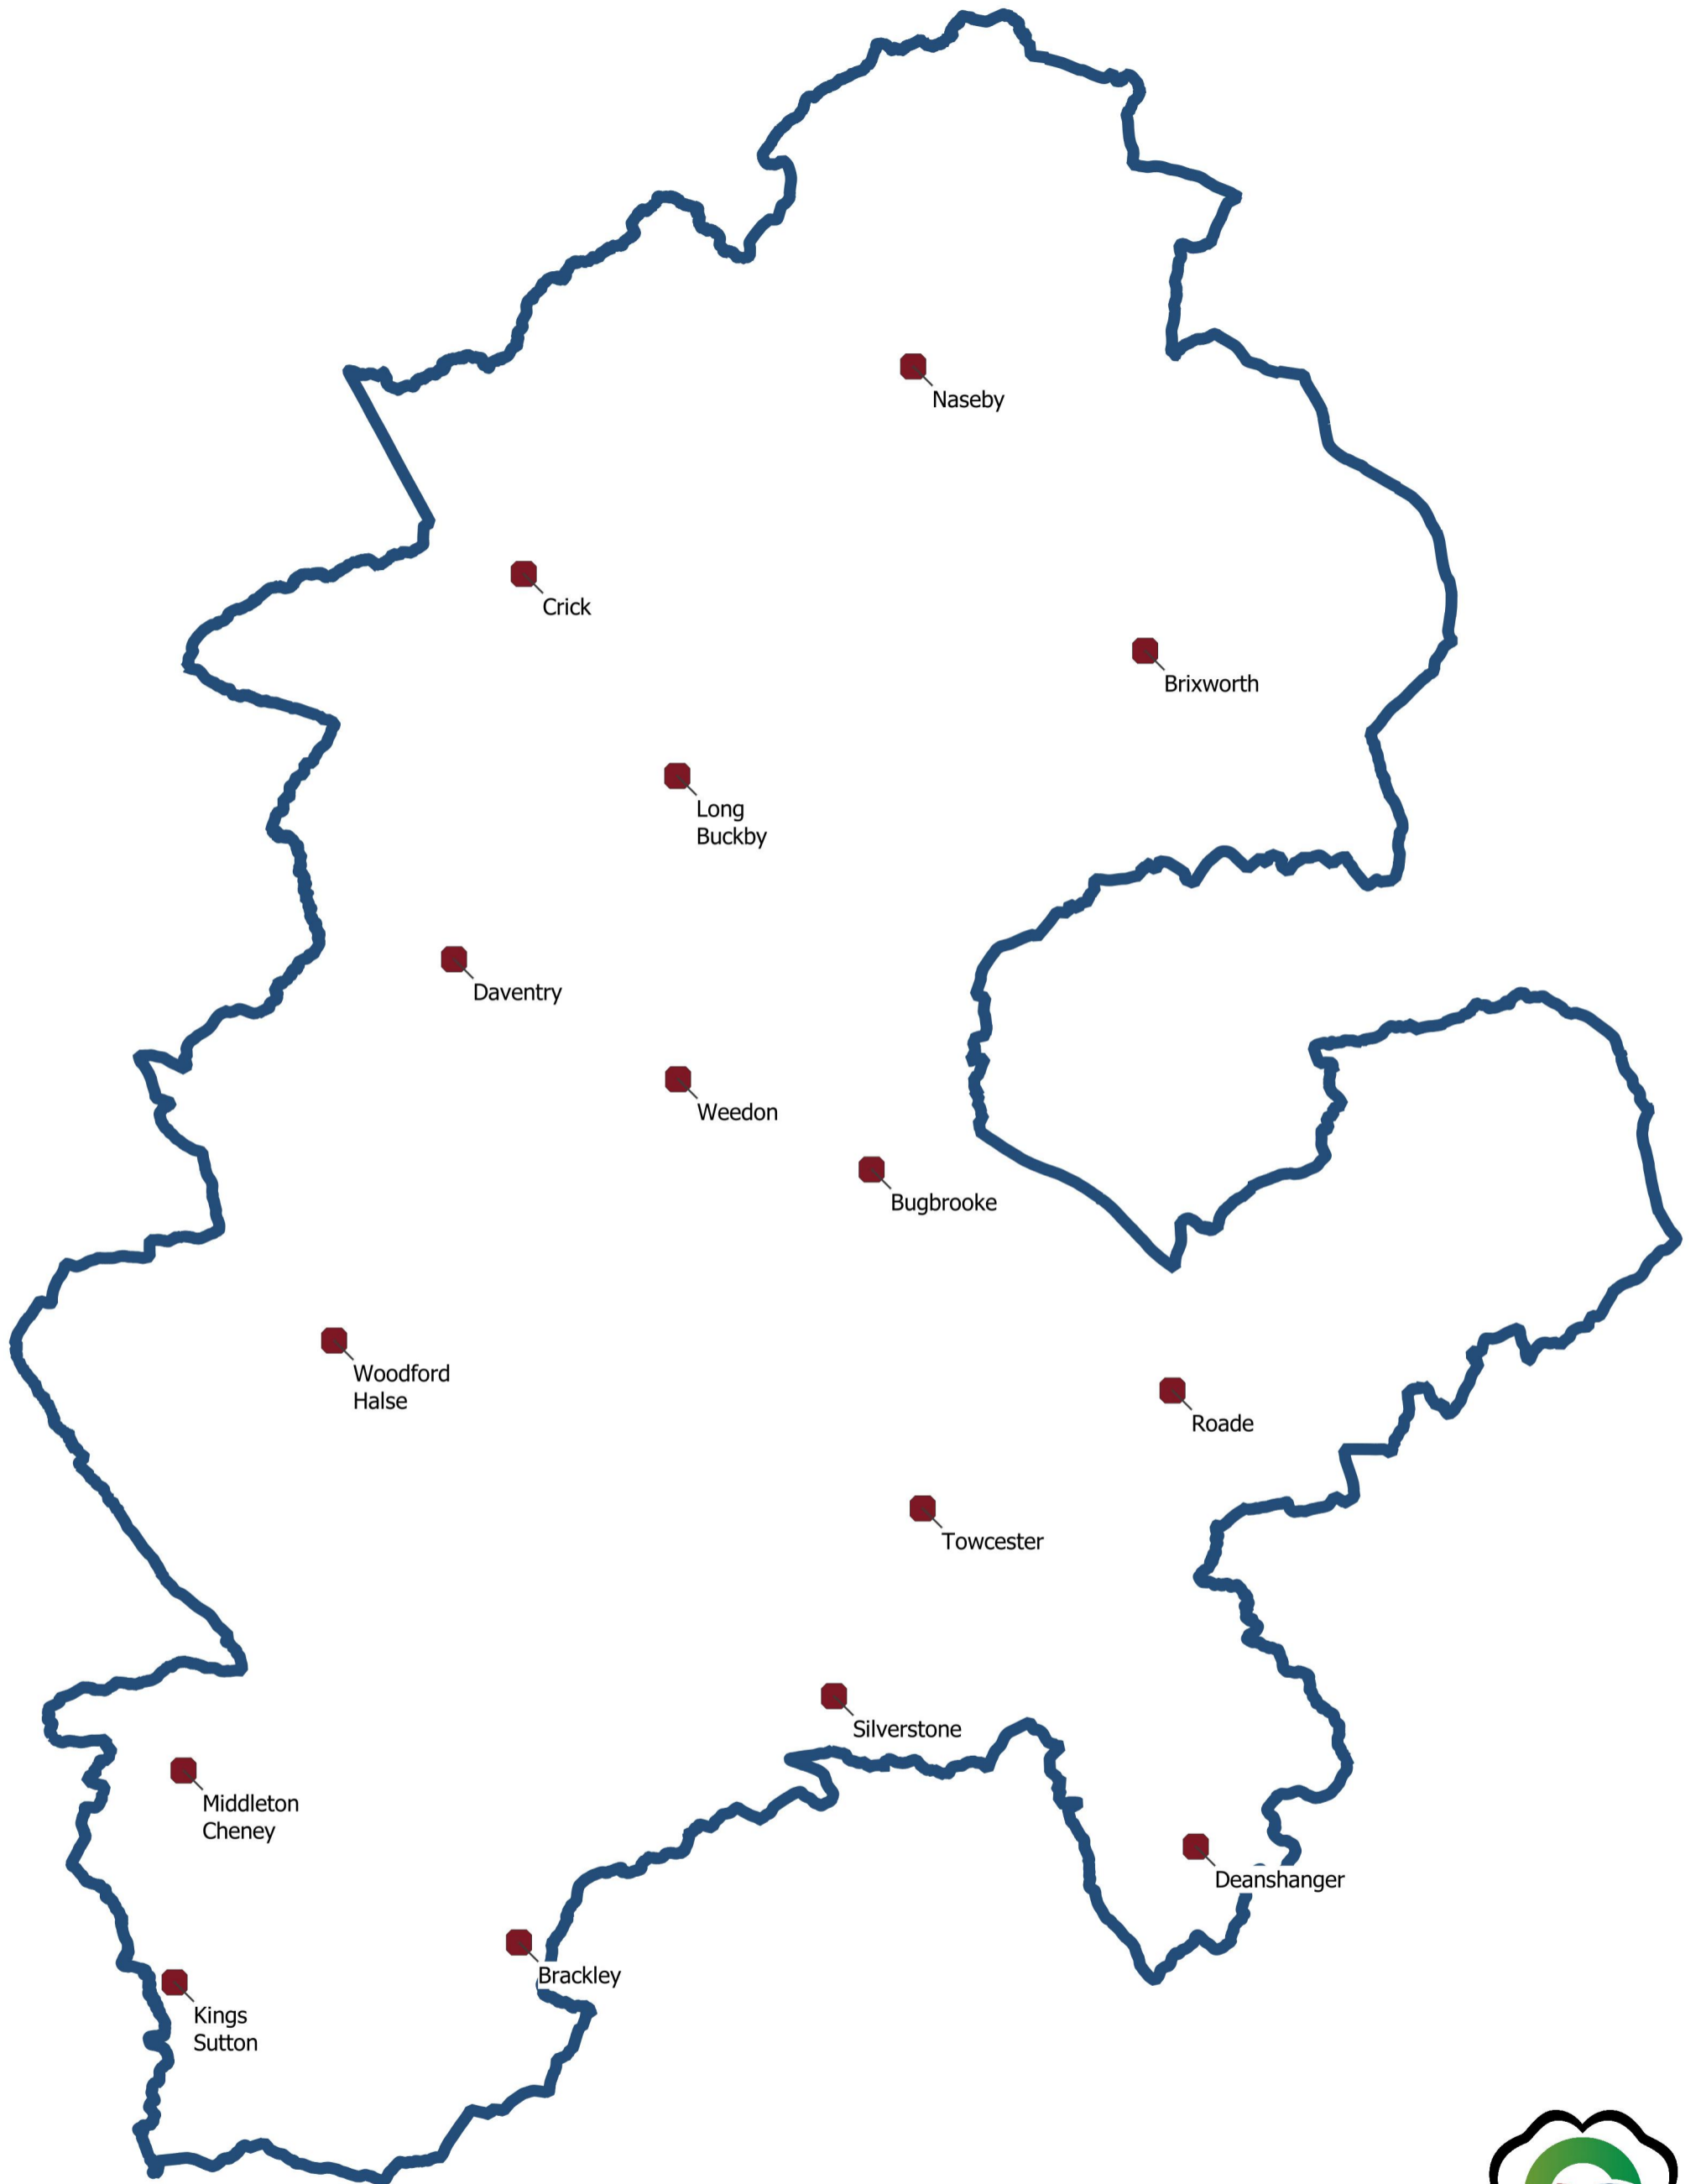 Naseby
Crick
Brixworth
Long
Buckby
Daventry
Weedon
Bugbrooke
Woodford
Halse
Roade
Towcester
Silverstone
Middleton
Cheney
Deanshanger
Brackley
Kings
Sutton